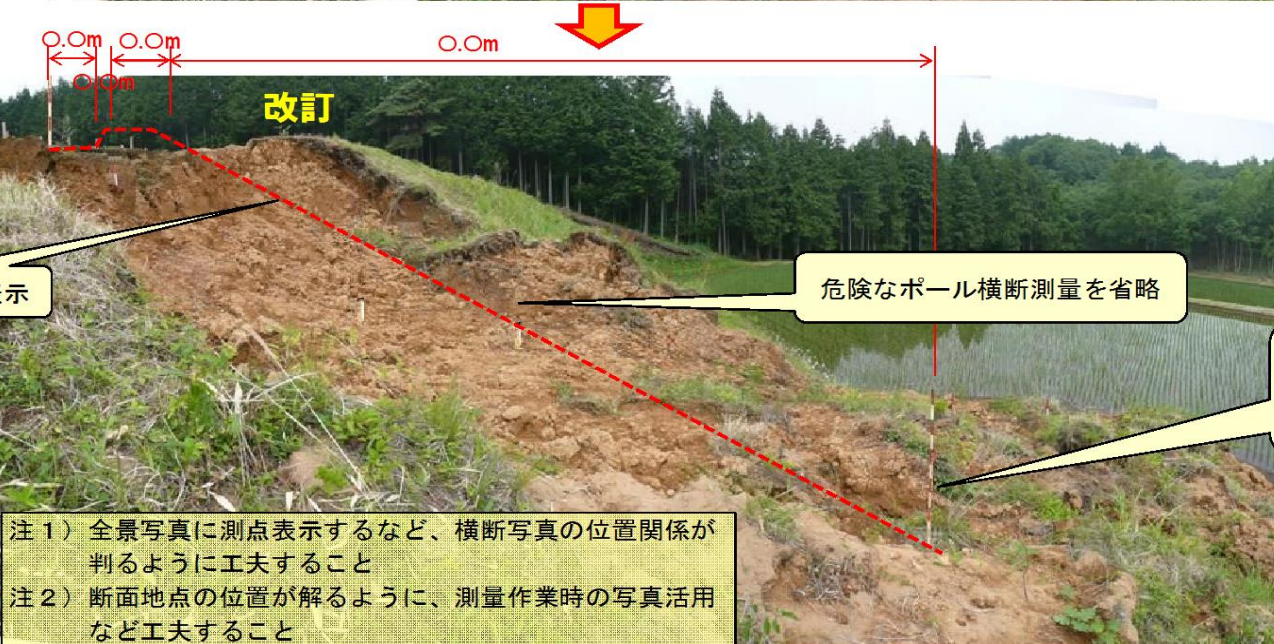 〇.〇m 〇.〇m 〇.〇m
〇.〇m
改訂
示
危険なポール横断測量を省略
注1）全景写真に測点表示するなど、横断写真の位置関係が
判るように工夫すること
注2）断面地点の位置が解るように、測量作業時の写真活用
など工夫すること